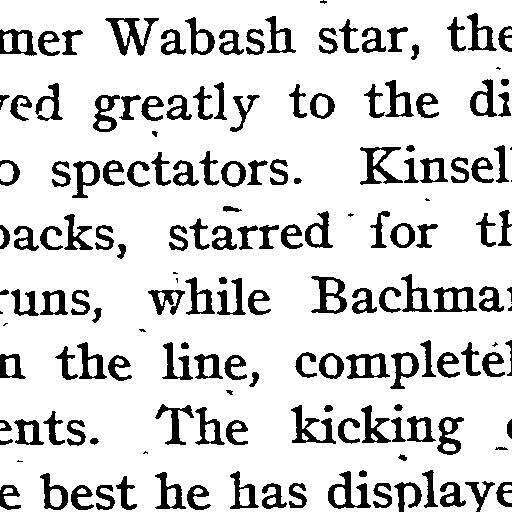 mer Wabash star, the
ved greatly to the di
o spectators. Kinsel
backs, starred for th
runs, while Bachma
n the line, complete
ents. The kicking
e best he has displaye